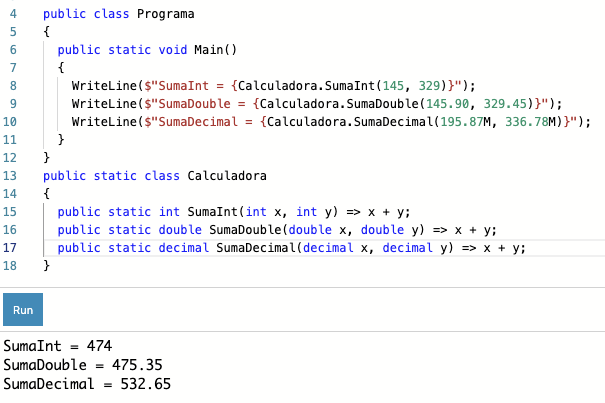 4 public class Programa
5 {
6 public static void Main()
7 {
8 WriteLine($"SumaInt = {Calculadora.SumaInt(145, 329)}");
9 WriteLine($"SumaDouble = {Calculadora.SumaDouble(145.90, 329.45)}");
10 WriteLine($"SumaDecimal = {Calculadora.SumaDecimal(195.87M, 336.78M)}");
11 }
12 }
13 public static class Calculadora
14 {
15 public static int SumaInt(int x, int y) => x + y;
16 public static double SumaDouble(double x, double y) => x + y;
17 public static decimal SumaDecimal(decimal x, decimal y) => x + y;
18 }
Run
SumaInt = 474
SumaDouble = 475.35
SumaDecimal = 532.65